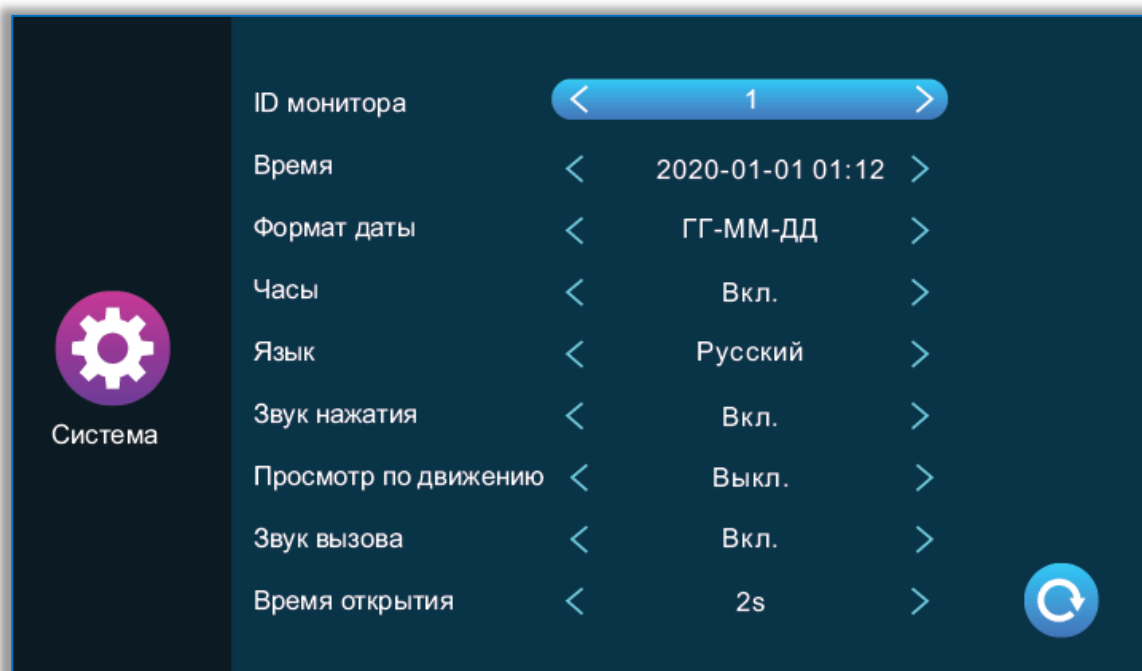 ID монитора 1
Время 2020-01-01 01:12
Формат даты ГГ-ММ-ДД
Часы Вкл.
Язык Русский
Звук нажатия Вкл.
Система
Просмотр по движению Выкл.
Звук вызова Вкл.
Время открытия 2s